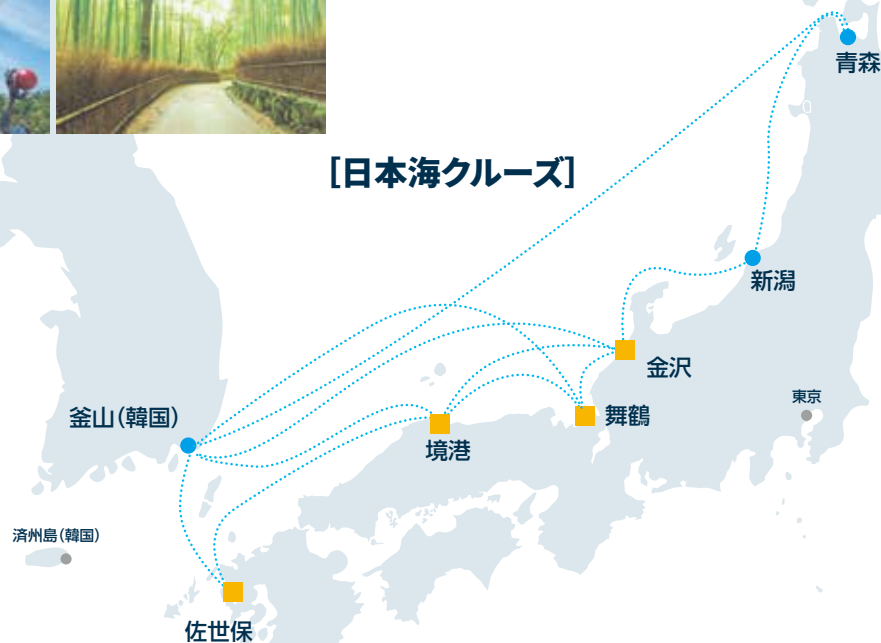 青森
[日本海クルーズ]
新潟
金沢
東京
舞鶴
釜山(韓国)
境港
済州島(韓国)
佐世保